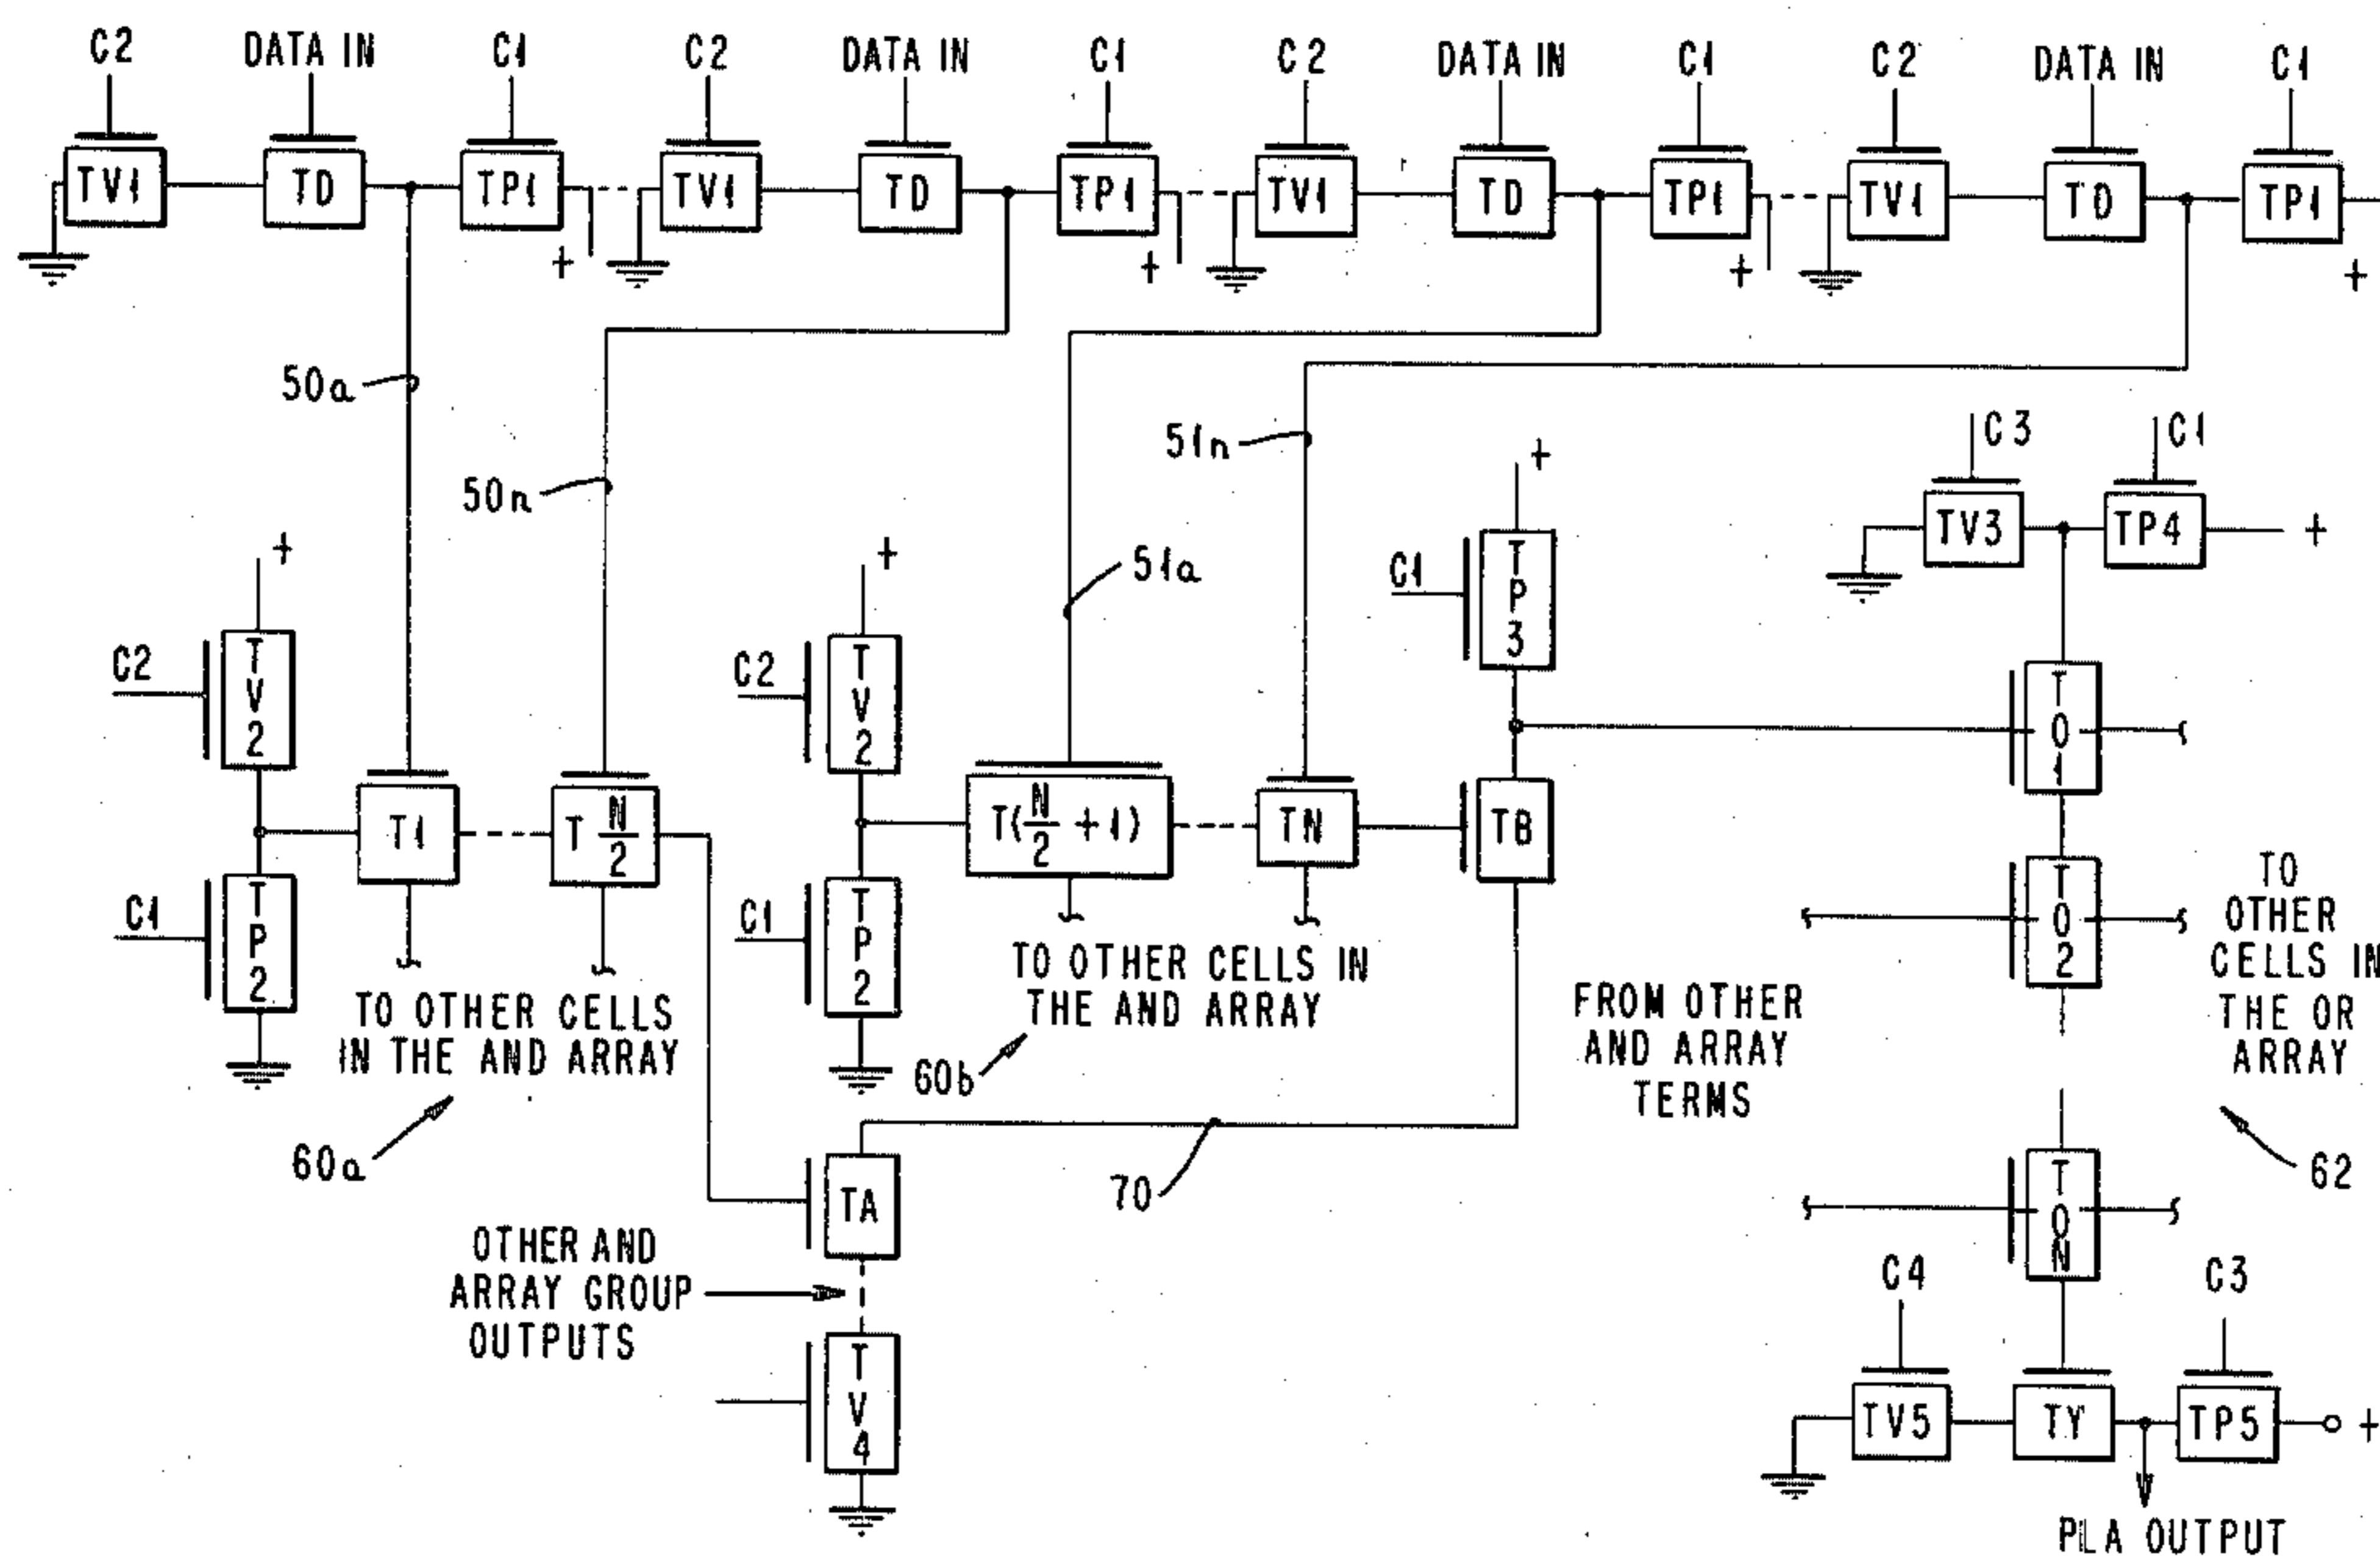 C2 DATA IN C1 C2 DATA IN C1 C2 DATA IN C1 C2 DATA IN C1
TV1 TD TP1 TV1 TD TP1 TV1 TD TP1 TV1 TD TP1
+ + + +
50a
50n
51n
51a
C3 C1
TV3 TP4 +
+
C2
TV2
C1
TP2
T1
T N/2
TO OTHER CELLS
IN THE AND ARRAY
60a
+
C2
TV2
C1
TP2
T(N/2 +1)
TN
TO OTHER CELLS IN
THE AND ARRAY
60b
+
C1
TP3
TB
TO1
TO2
TON
FROM OTHER
AND ARRAY
TERMS
TO
OTHER
CELLS IN
THE OR
ARRAY
62
70
TA
OTHER AND
ARRAY GROUP
OUTPUTS
TV4
C4 C3
TV5 TY TP5 +
PLA OUTPUT